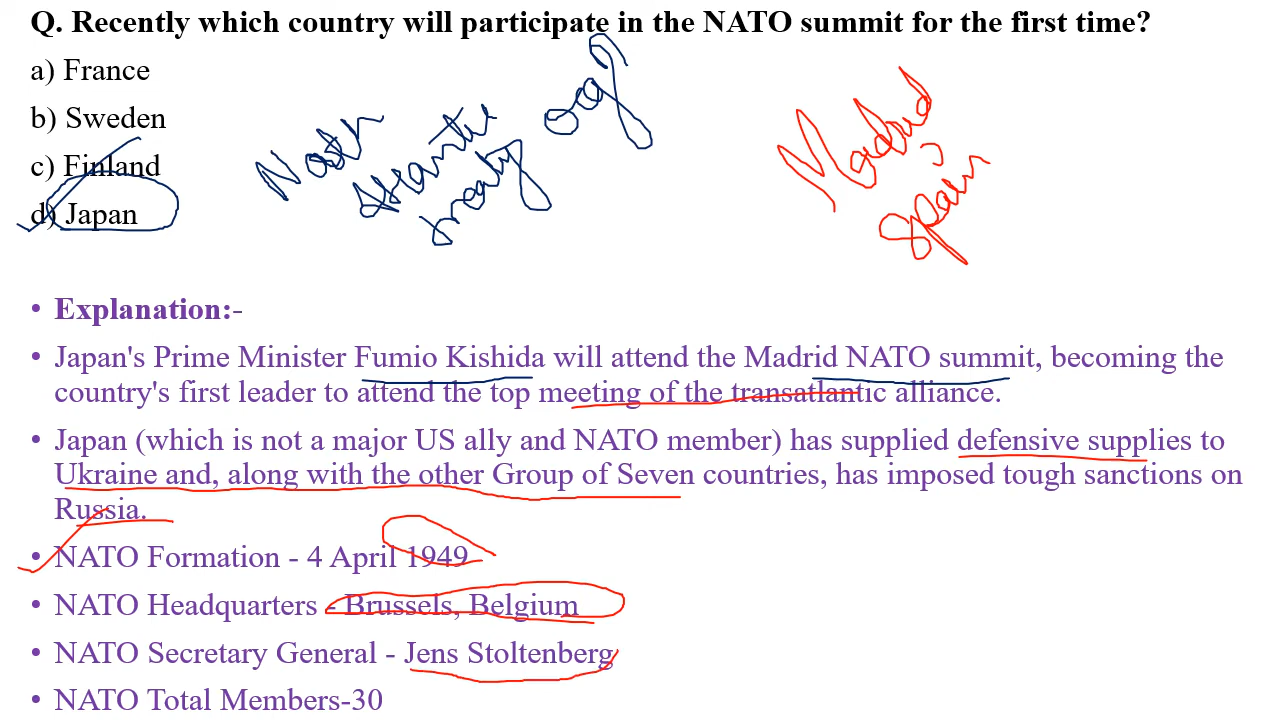 Q. Recently which country will participate in the NATO summit for the first time?
a) France
b) Sweden
c) Finland
d) Japan
North
Atlantic
Treaty
org
Madrid,
Spain
• Explanation:-
• Japan's Prime Minister Fumio Kishida will attend the Madrid NATO summit, becoming the
country's first leader to attend the top meeting of the transatlantic alliance.
• Japan (which is not a major US ally and NATO member) has supplied defensive supplies to
Ukraine and, along with the other Group of Seven countries, has imposed tough sanctions on
Russia.
• NATO Formation - 4 April 1949
• NATO Headquarters - Brussels, Belgium
• NATO Secretary General - Jens Stoltenberg
• NATO Total Members-30